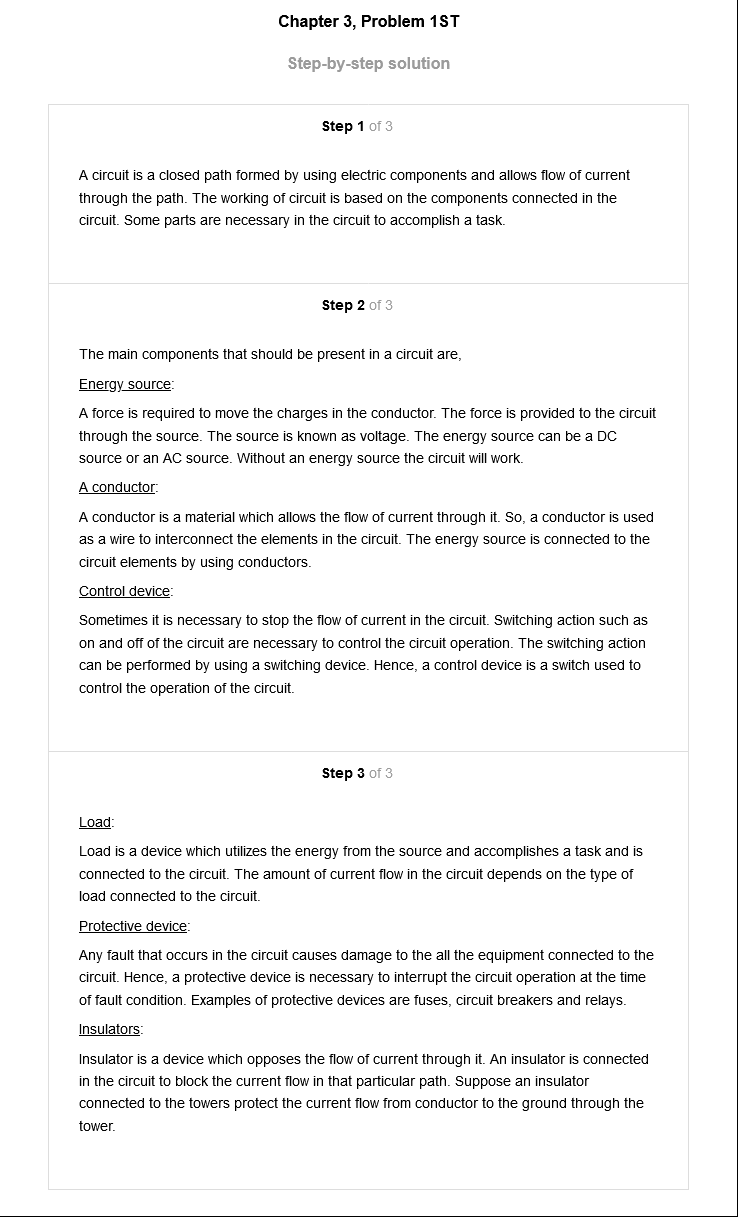 Chapter 3, Problem 1ST
Step-by-step solution
Step 1 of 3
A circuit is a closed path formed by using electric components and allows flow of current
through the path. The working of circuit is based on the components connected in the
circuit. Some parts are necessary in the circuit to accomplish a task.
Step 2 of 3
The main components that should be present in a circuit are,
Energy source:
A force is required to move the charges in the conductor. The force is provided to the circuit
through the source. The source is known as voltage. The energy source can be a DC
source or an AC source. Without an energy source the circuit will work.
A conductor:
A conductor is a material which allows the flow of current through it. So, a conductor is used
as a wire to interconnect the elements in the circuit. The energy source is connected to the
circuit elements by using conductors.
Control device:
Sometimes it is necessary to stop the flow of current in the circuit. Switching action such as
on and off of the circuit are necessary to control the circuit operation. The switching action
can be performed by using a switching device. Hence, a control device is a switch used to
control the operation of the circuit.
Step 3 of 3
Load:
Load is a device which utilizes the energy from the source and accomplishes a task and is
connected to the circuit. The amount of current flow in the circuit depends on the type of
load connected to the circuit.
Protective device:
Any fault that occurs in the circuit causes damage to the all the equipment connected to the
circuit. Hence, a protective device is necessary to interrupt the circuit operation at the time
of fault condition. Examples of protective devices are fuses, circuit breakers and relays.
Insulators:
Insulator is a device which opposes the flow of current through it. An insulator is connected
in the circuit to block the current flow in that particular path. Suppose an insulator
connected to the towers protect the current flow from conductor to the ground through the
tower.